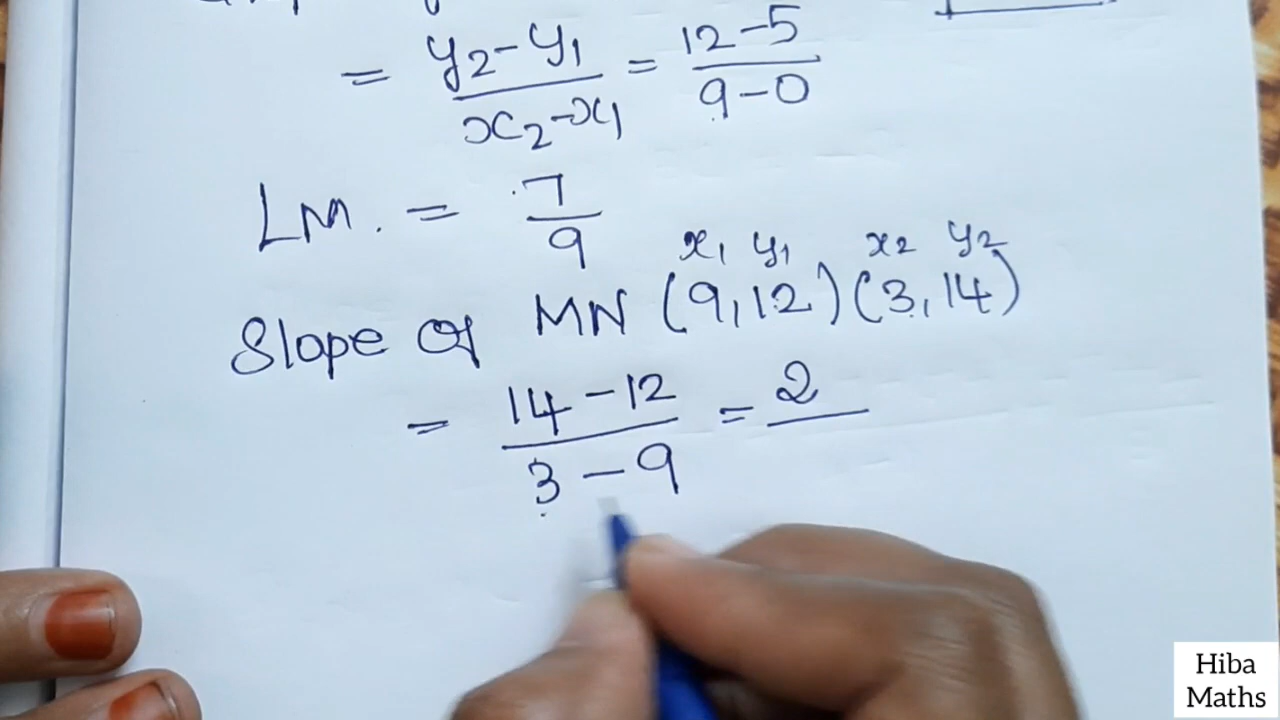 = y₂-y₁ / x₂-x₁ = 12-5 / 9-0
LM. = 7/9
x₁ y₁ x₂ y₂
Slope of MN (9,12)(3,14)
= 14-12 / 3-9 = 2
Hiba
Maths